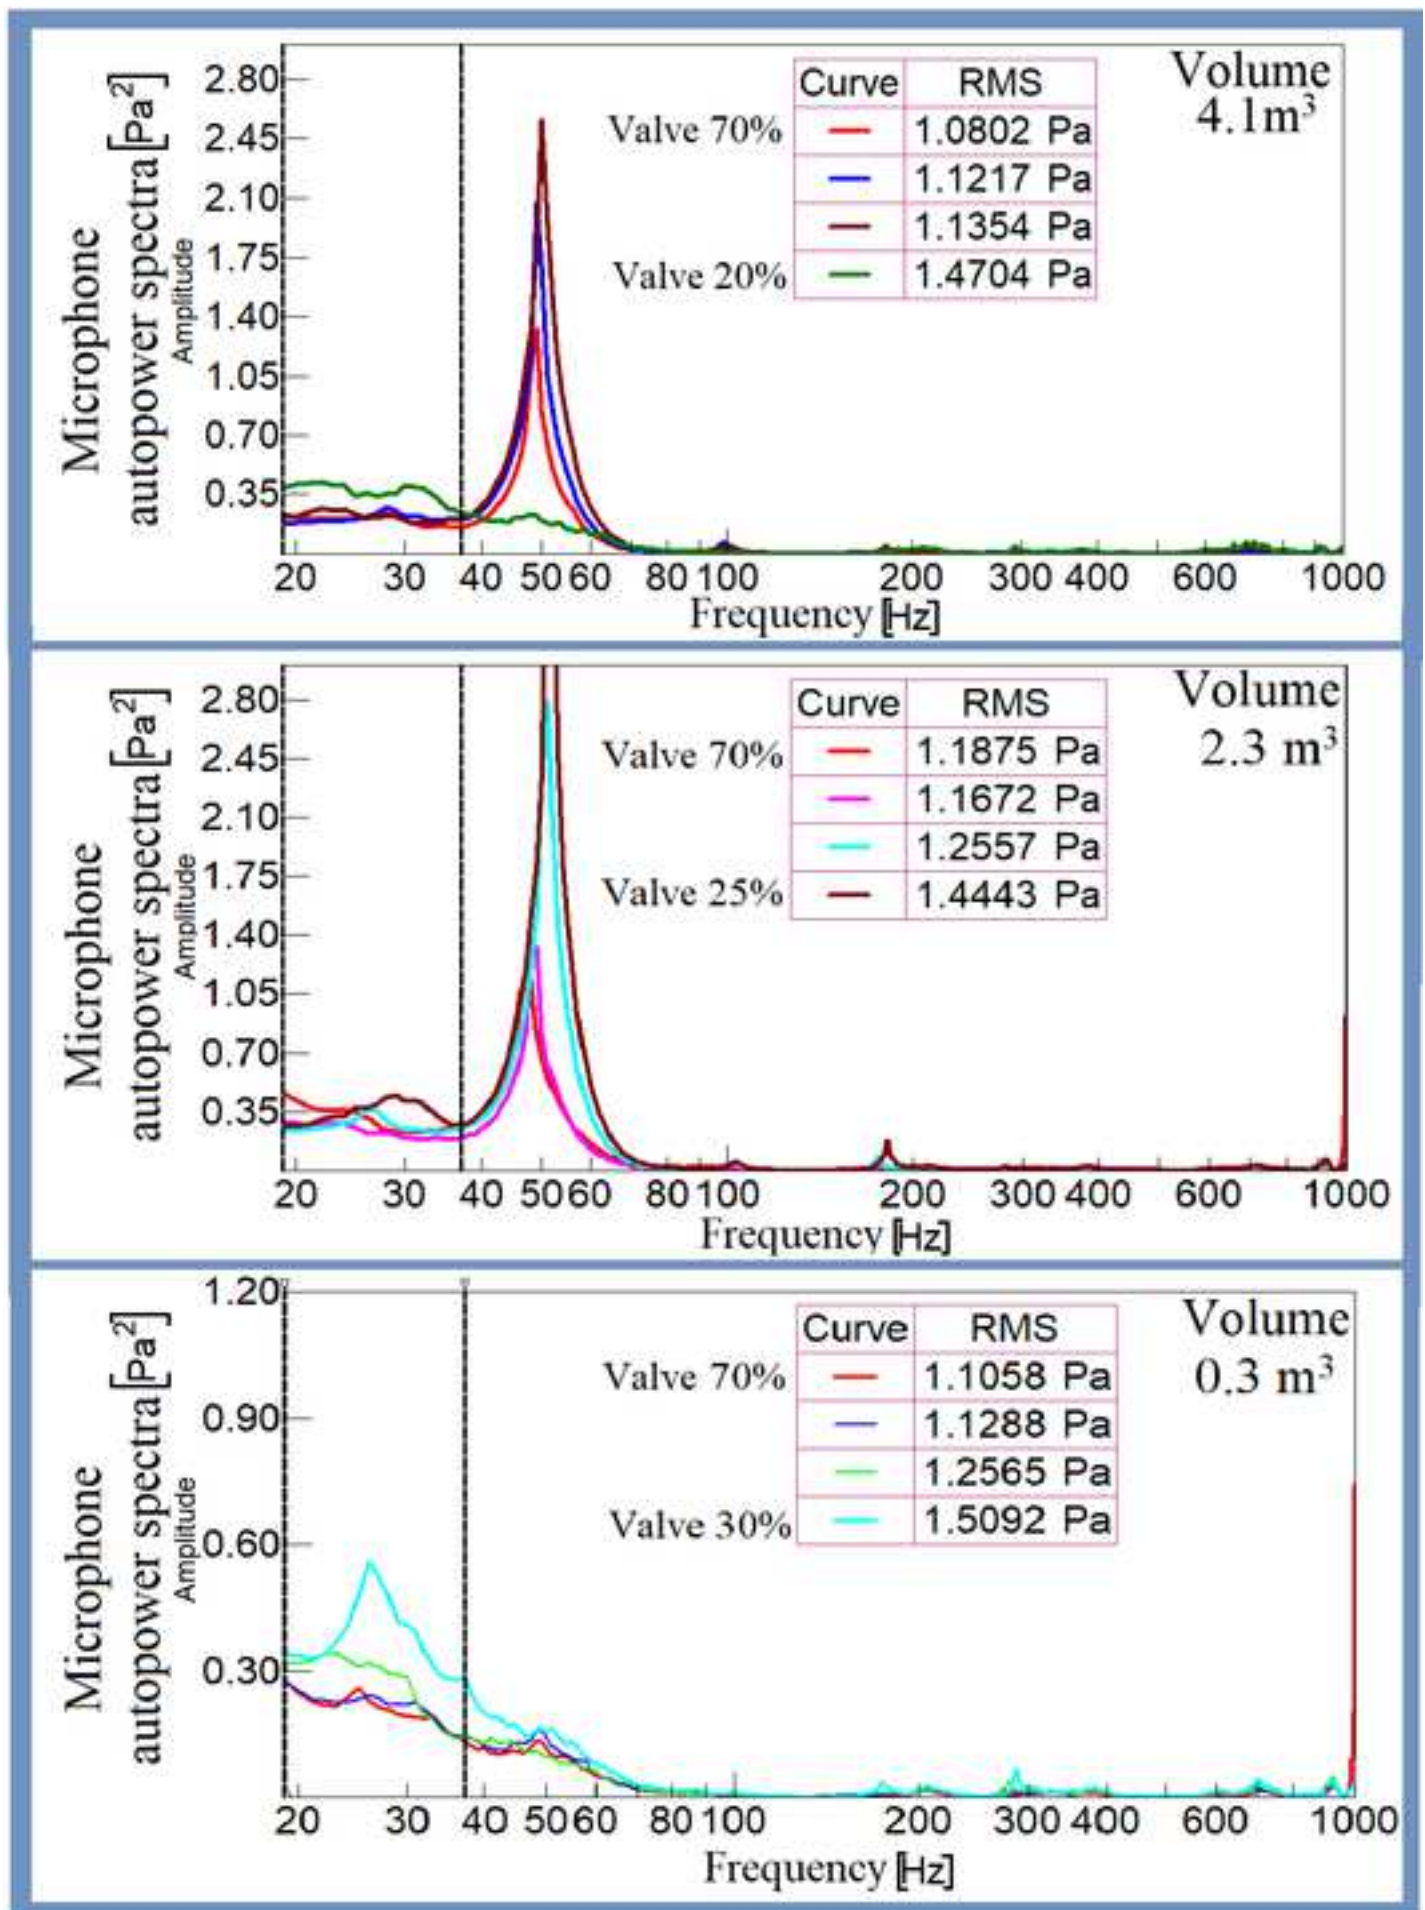 Microphone
autopower spectra[Pa²]
Amplitude
2.80
2.45
2.10
1.75
1.40
1.05
0.70
0.35
20 30 40 50 60 80 100 200 300 400 600 1000
Frequency [Hz]
Volume
4.1m³
Curve RMS
Valve 70% 1.0802 Pa
1.1217 Pa
1.1354 Pa
Valve 20% 1.4704 Pa
Microphone
autopower spectra[Pa²]
Amplitude
2.80
2.45
2.10
1.75
1.40
1.05
0.70
0.35
20 30 40 50 60 80 100 200 300 400 600 1000
Frequency [Hz]
Volume
2.3 m³
Curve RMS
Valve 70% 1.1875 Pa
1.1672 Pa
1.2557 Pa
Valve 25% 1.4443 Pa
Microphone
autopower spectra[Pa²]
Amplitude
1.20
0.90
0.60
0.30
20 30 40 50 60 80 100 200 300 400 600 1000
Frequency [Hz]
Volume
0.3 m³
Curve RMS
Valve 70% 1.1058 Pa
1.1288 Pa
1.2565 Pa
Valve 30% 1.5092 Pa